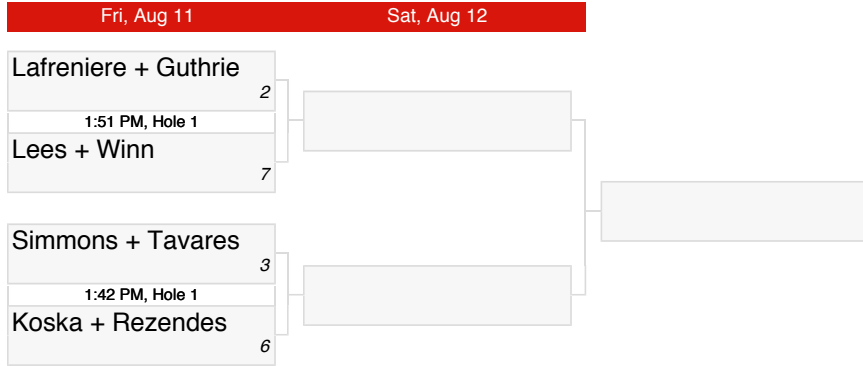 Fri, Aug 11 Sat, Aug 12
Lafreniere + Guthrie
2
1:51 PM, Hole 1
Lees + Winn
7
Simmons + Tavares
3
1:42 PM, Hole 1
Koska + Rezendes
6